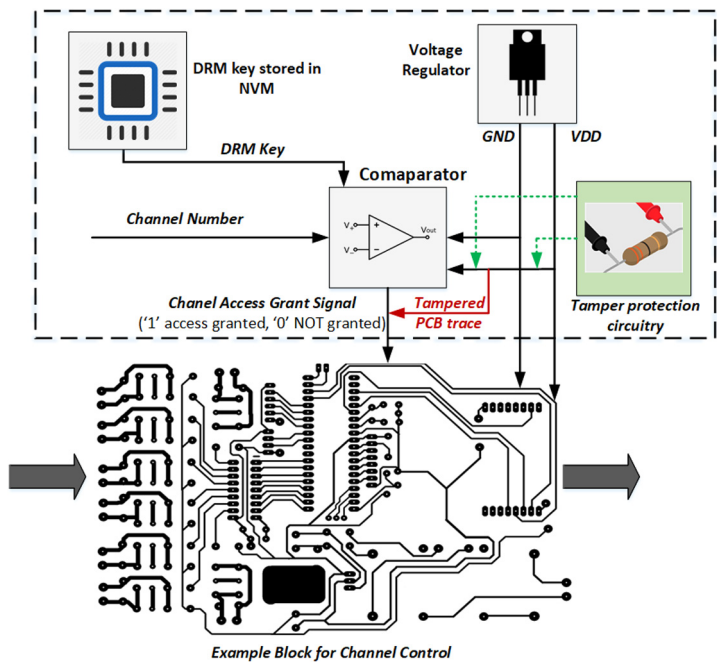 DRM key stored in
NVM
Voltage
Regulator
GND
VDD
DRM Key
Comaparator
Channel Number
V+
V-
+
-
Vout
Chanel Access Grant Signal
('1' access granted, '0' NOT granted)
Tampered
PCB trace
Tamper protection
circuitry
Example Block for Channel Control